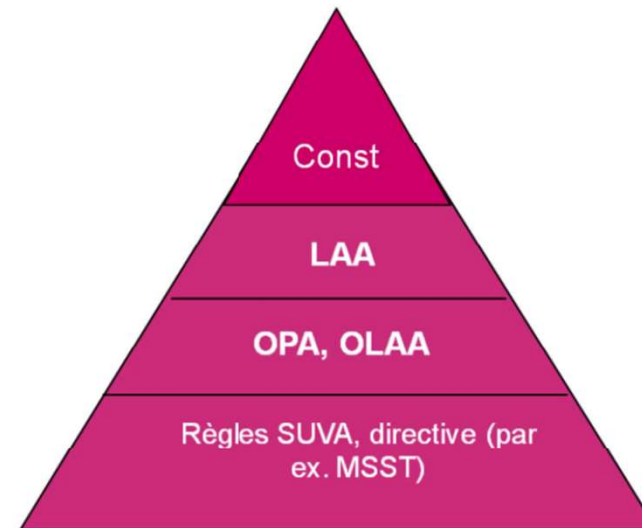 Const
LAA
OPA, OLAA
Règles SUVA, directive (par
ex. MSST)